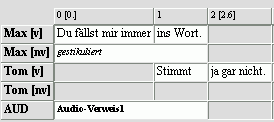 0 [0.] 1 2 [2.6]
Max [v] Du fällst mir immer ins Wort.
Max [nv] gestikuliert
Tom [v] Stimmt ja gar nicht.
Tom [nv]
AUD Audio-Verweis1